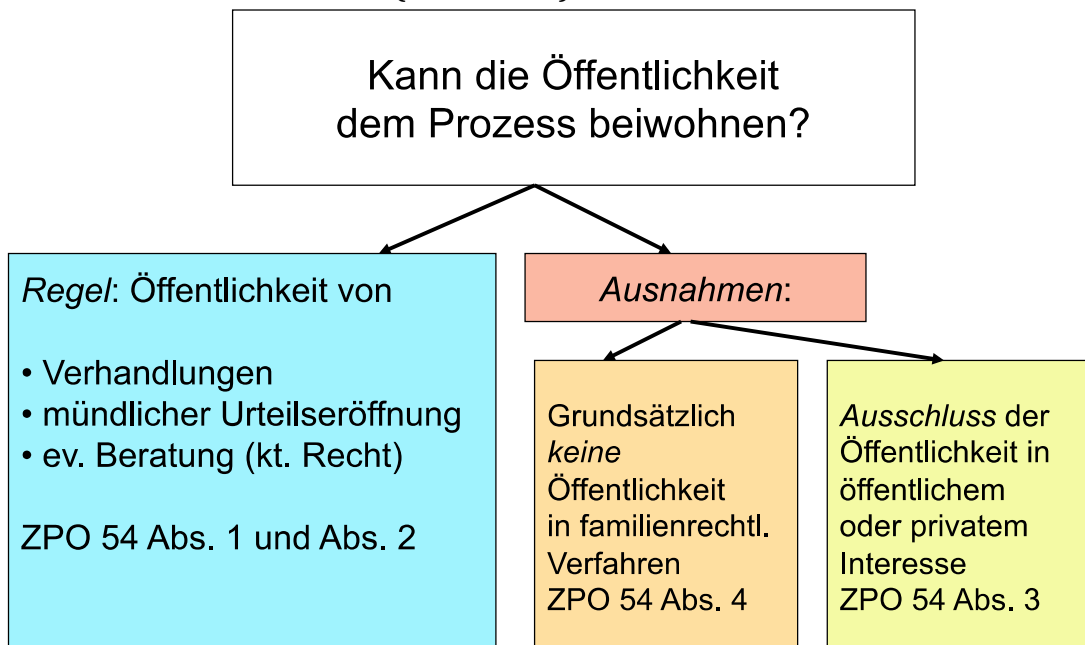 Kann die Öffentlichkeit
dem Prozess beiwohnen?
Regel: Öffentlichkeit von
• Verhandlungen
• mündlicher Urteilseröffnung
• ev. Beratung (kt. Recht)
ZPO 54 Abs. 1 und Abs. 2
Ausnahmen:
Grundsätzlich
keine
Öffentlichkeit
in familienrechtl.
Verfahren
ZPO 54 Abs. 4
Ausschluss der
Öffentlichkeit in
öffentlichem
oder privatem
Interesse
ZPO 54 Abs. 3